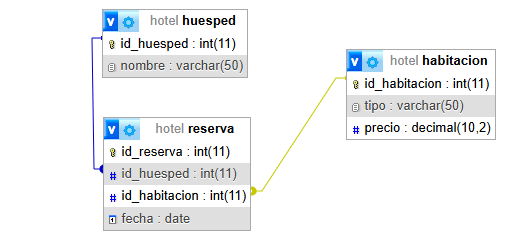 hotel huesped
id_huesped : int(11)
nombre : varchar(50)
hotel habitacion
id_habitacion : int(11)
tipo : varchar(50)
precio : decimal(10,2)
hotel reserva
id_reserva : int(11)
id_huesped : int(11)
id_habitacion : int(11)
fecha : date